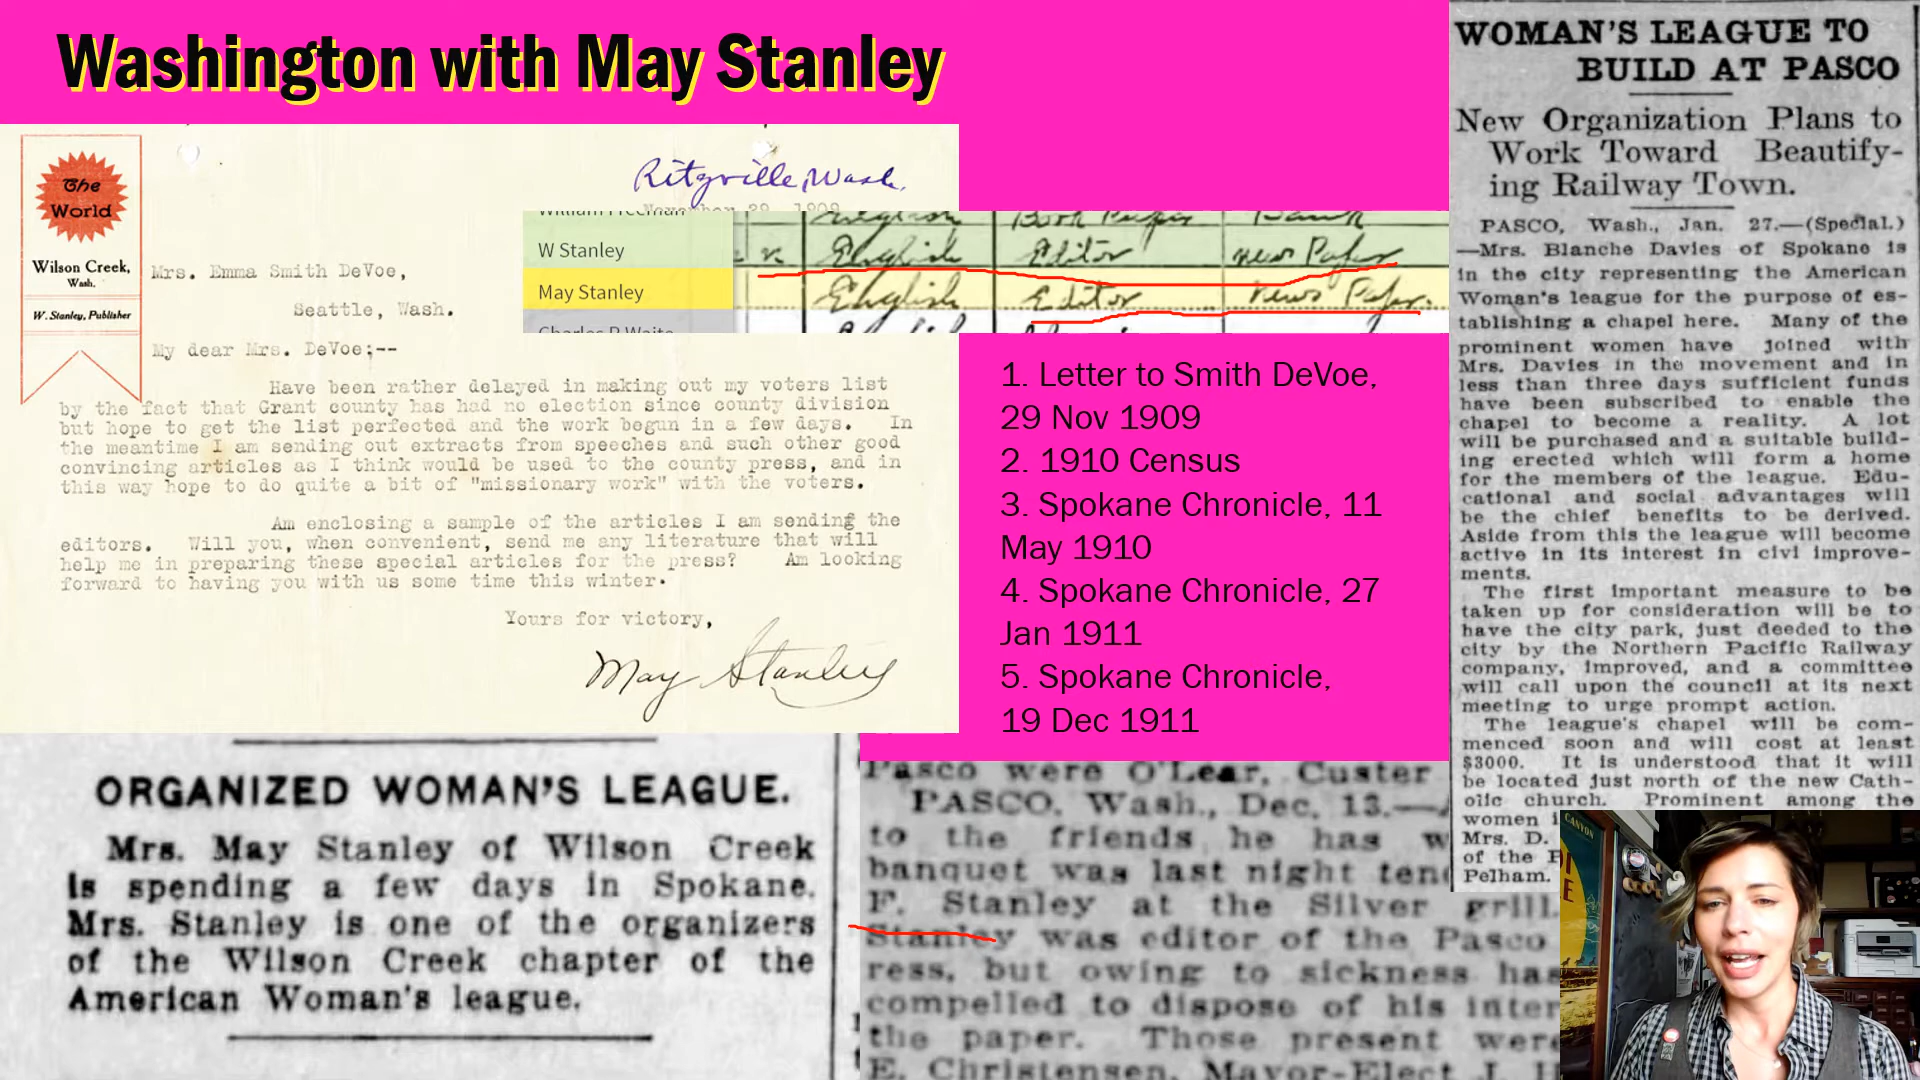 Washington with May Stanley
The
World
Wilson Creek,
Wash.
W. Stanley, Publisher
Ritzville, Wash.
November 29, 1909
Mrs. Emma Smith DeVoe,
Seattle, Wash.
My dear Mrs. DeVoe;--
Have been rather delayed in making out my voters list
by the fact that Grant county has had no election since county division
but hope to get the list perfected and the work begun in a few days. In
the meantime I am sending out extracts from speeches and such other good
convincing articles as I think would be used to the county press, and in
this way hope to do quite a bit of "missionary work" with the voters.
Am enclosing a sample of the articles I am sending the
editors. Will you, when convenient, send me any literature that will
help me in preparing these special articles for the press? Am looking
forward to having you with us some time this winter.
Yours for victory,
May Stanley
William Freeman
W Stanley English Editor News Paper
May Stanley English Editor News Paper.
Charles P Waite
1. Letter to Smith DeVoe,
29 Nov 1909
2. 1910 Census
3. Spokane Chronicle, 11
May 1910
4. Spokane Chronicle, 27
Jan 1911
5. Spokane Chronicle,
19 Dec 1911
ORGANIZED WOMAN'S LEAGUE.
Mrs. May Stanley of Wilson Creek
is spending a few days in Spokane.
Mrs. Stanley is one of the organizers
of the Wilson Creek chapter of the
American Woman's league.
Pasco were O'Lear, Custer
PASCO, Wash., Dec. 13.—
to the friends he has w
banquet was last night tend
F. Stanley at the Silver grill.
Stanley was editor of the Pasco
ress, but owing to sickness has
compelled to dispose of his inter
the paper. Those present were
E. Christensen, Mayor-Elect J. H
WOMAN'S LEAGUE TO
BUILD AT PASCO
New Organization Plans to
Work Toward Beautify-
ing Railway Town.
PASCO, Wash., Jan. 27.—(Special.)
—Mrs. Blanche Davies of Spokane is
in the city representing the American
Woman's league for the purpose of es-
tablishing a chapel here. Many of the
prominent women have joined with
Mrs. Davies in the movement and in
less than three days sufficient funds
have been subscribed to enable the
chapel to become a reality. A lot
will be purchased and a suitable build-
ing erected which will form a home
for the members of the league. Edu-
cational and social advantages will
be the chief benefits to be derived.
Aside from this the league will become
active in its interest in civi improve-
ments.
The first important measure to be
taken up for consideration will be to
have the city park, just deeded to the
city by the Northern Pacific Railway
company, improved, and a committee
will call upon the council at its next
meeting to urge prompt action.
The league's chapel will be com-
menced soon and will cost at least
$3000. It is understood that it will
be located just north of the new Cath-
olic church. Prominent among the
women i
Mrs. D.
of the F
Pelham.
CANYON